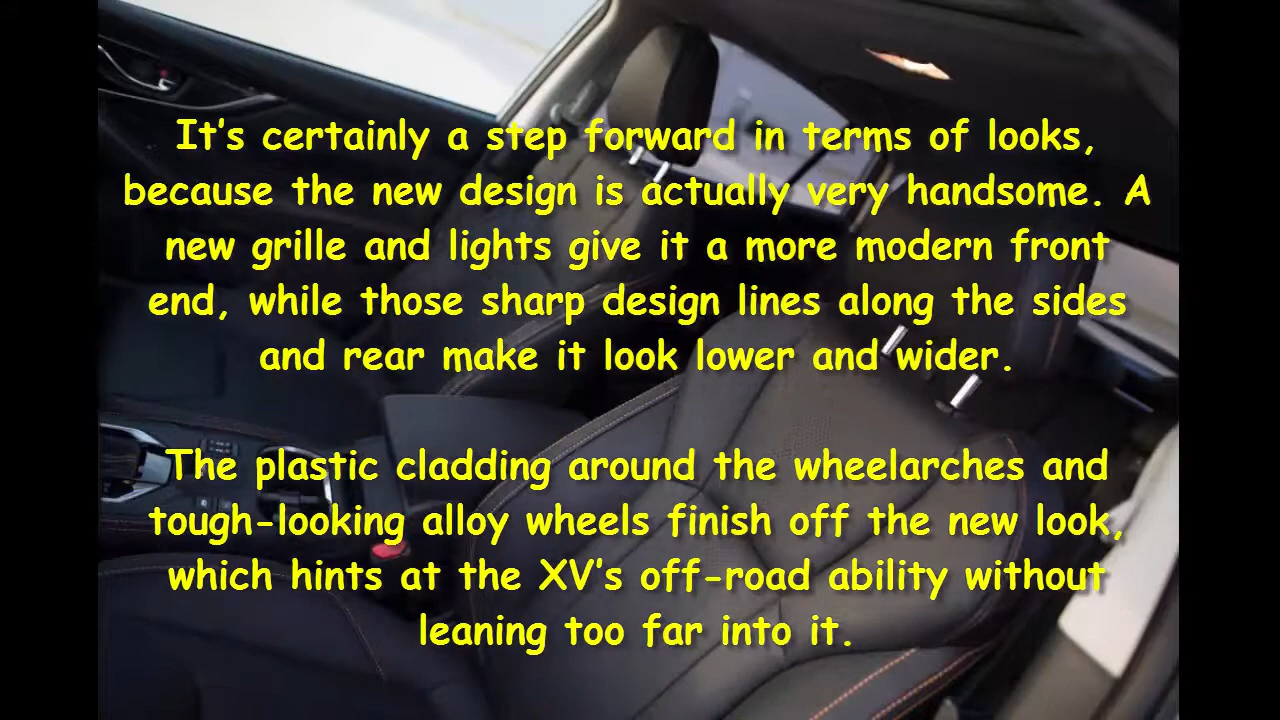 It's certainly a step forward in terms of looks,
because the new design is actually very handsome. A
new grille and lights give it a more modern front
end, while those sharp design lines along the sides
and rear make it look lower and wider.
The plastic cladding around the wheelarches and
tough-looking alloy wheels finish off the new look,
which hints at the XV's off-road ability without
leaning too far into it.